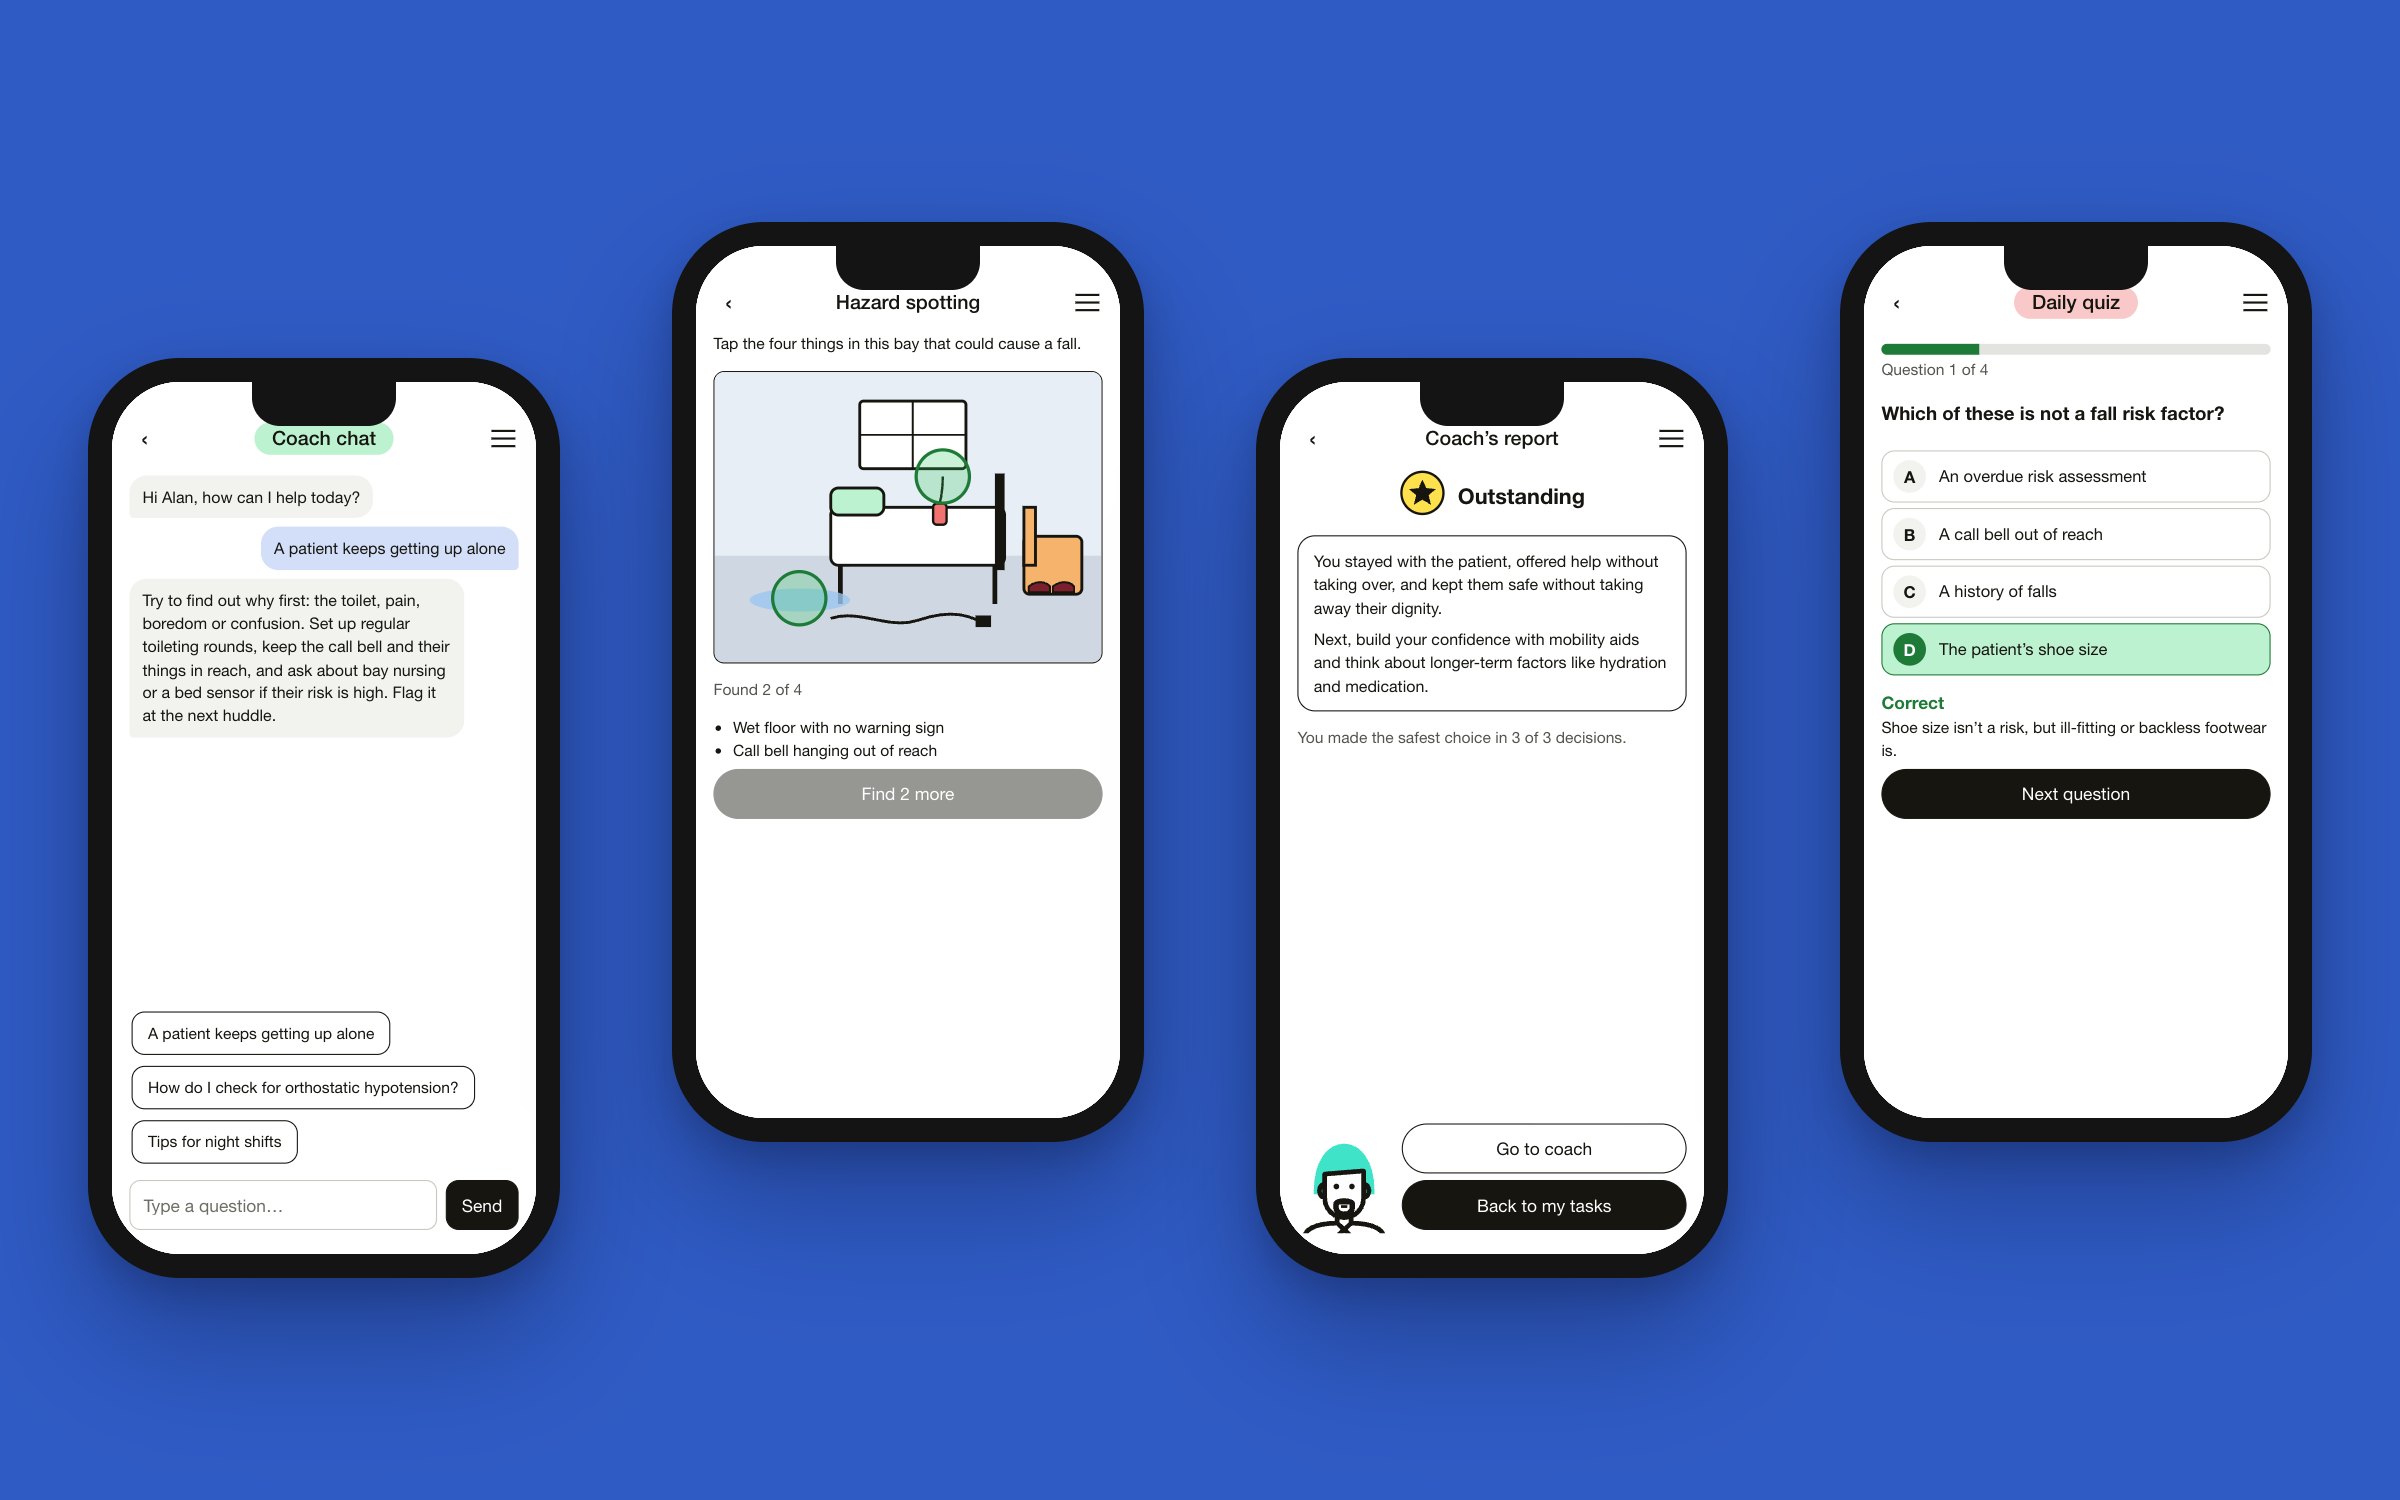 Coach chat
Hi Alan, how can I help today?
A patient keeps getting up alone
Try to find out why first: the toilet, pain,
boredom or confusion. Set up regular
toileting rounds, keep the call bell and their
things in reach, and ask about bay nursing
or a bed sensor if their risk is high. Flag it
at the next huddle.
A patient keeps getting up alone
How do I check for orthostatic hypotension?
Tips for night shifts
Type a question…
Send
Hazard spotting
Tap the four things in this bay that could cause a fall.
Found 2 of 4
• Wet floor with no warning sign
• Call bell hanging out of reach
Find 2 more
Coach’s report
Outstanding
You stayed with the patient, offered help without
taking over, and kept them safe without taking
away their dignity.
Next, build your confidence with mobility aids
and think about longer-term factors like hydration
and medication.
You made the safest choice in 3 of 3 decisions.
Go to coach
Back to my tasks
Daily quiz
Question 1 of 4
Which of these is not a fall risk factor?
A An overdue risk assessment
B A call bell out of reach
C A history of falls
D The patient’s shoe size
Correct
Shoe size isn’t a risk, but ill-fitting or backless footwear
is.
Next question